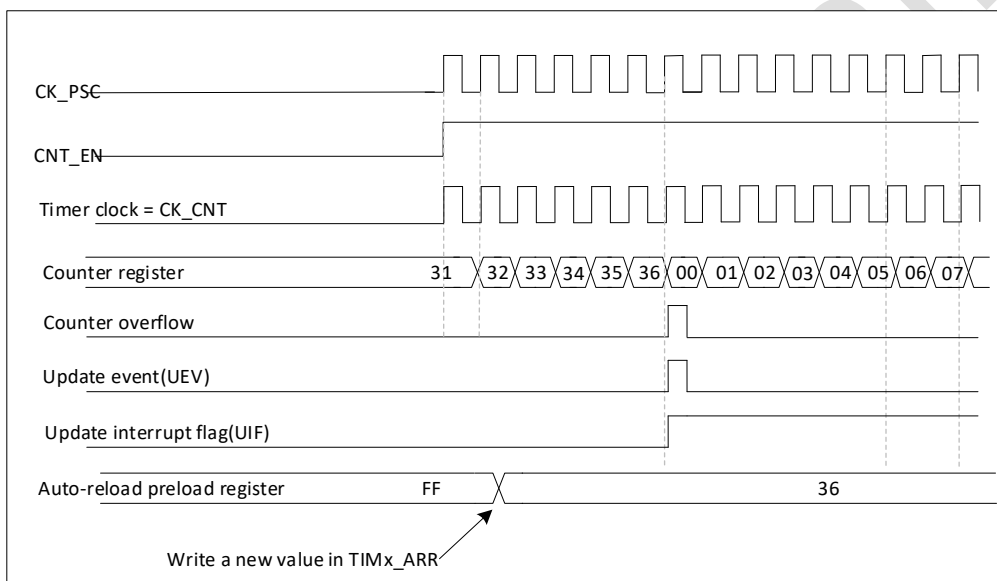 CK_PSC
CNT_EN
Timer clock = CK_CNT
Counter register 31 32 33 34 35 36 00 01 02 03 04 05 06 07
Counter overflow
Update event(UEV)
Update interrupt flag(UIF)
Auto-reload preload register FF 36
Write a new value in TIMx_ARR